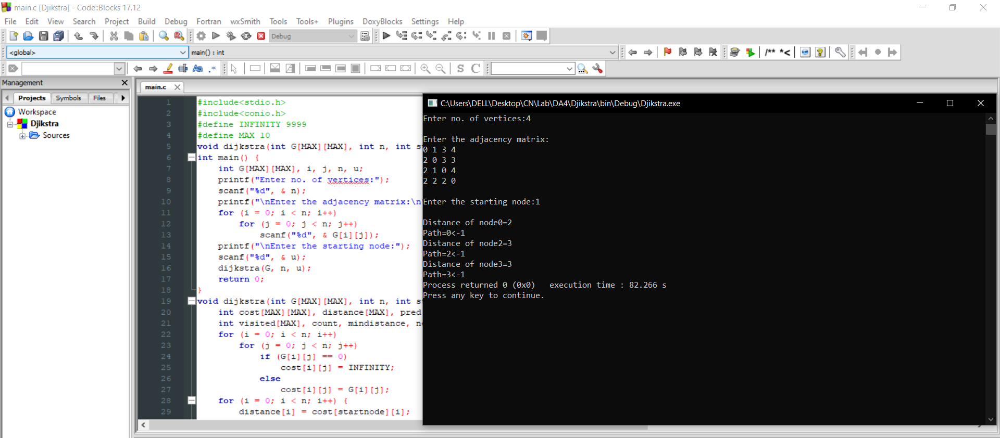 main.c [Djikstra] - Code::Blocks 17.12
File Edit View Search Project Build Debug Fortran wxSmith Tools Tools+ Plugins DoxyBlocks Settings Help
Debug
<global>
main() : int
/** *<
Aa .*
S C
Management
Projects Symbols Files
Workspace
Djikstra
Sources
main.c
1 #include<stdio.h>
2 #include<conio.h>
3 #define INFINITY 9999
4 #define MAX 10
5 void dijkstra(int G[MAX][MAX], int n, int s
6 int main() {
7 int G[MAX][MAX], i, j, n, u;
8 printf("Enter no. of vertices:");
9 scanf("%d", & n);
10 printf("\nEnter the adjacency matrix:\n
11 for (i = 0; i < n; i++)
12 for (j = 0; j < n; j++)
13 scanf("%d", & G[i][j]);
14 printf("\nEnter the starting node:");
15 scanf("%d", & u);
16 dijkstra(G, n, u);
17 return 0;
18 }
19 void dijkstra(int G[MAX][MAX], int n, int s
20 int cost[MAX][MAX], distance[MAX], pred
21 int visited[MAX], count, mindistance, n
22 for (i = 0; i < n; i++)
23 for (j = 0; j < n; j++)
24 if (G[i][j] == 0)
25 cost[i][j] = INFINITY;
26 else
27 cost[i][j] = G[i][j];
28 for (i = 0; i < n; i++) {
29 distance[i] = cost[startnode][i];
C:\Users\DELL\Desktop\CN\Lab\DA4\Djikstra\bin\Debug\Djikstra.exe
Enter no. of vertices:4
Enter the adjacency matrix:
0 1 3 4
2 0 3 3
2 1 0 4
2 2 2 0
Enter the starting node:1
Distance of node0=2
Path=0<-1
Distance of node2=3
Path=2<-1
Distance of node3=3
Path=3<-1
Process returned 0 (0x0)   execution time : 82.266 s
Press any key to continue.